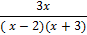 3x
( x − 2)(x + 3)